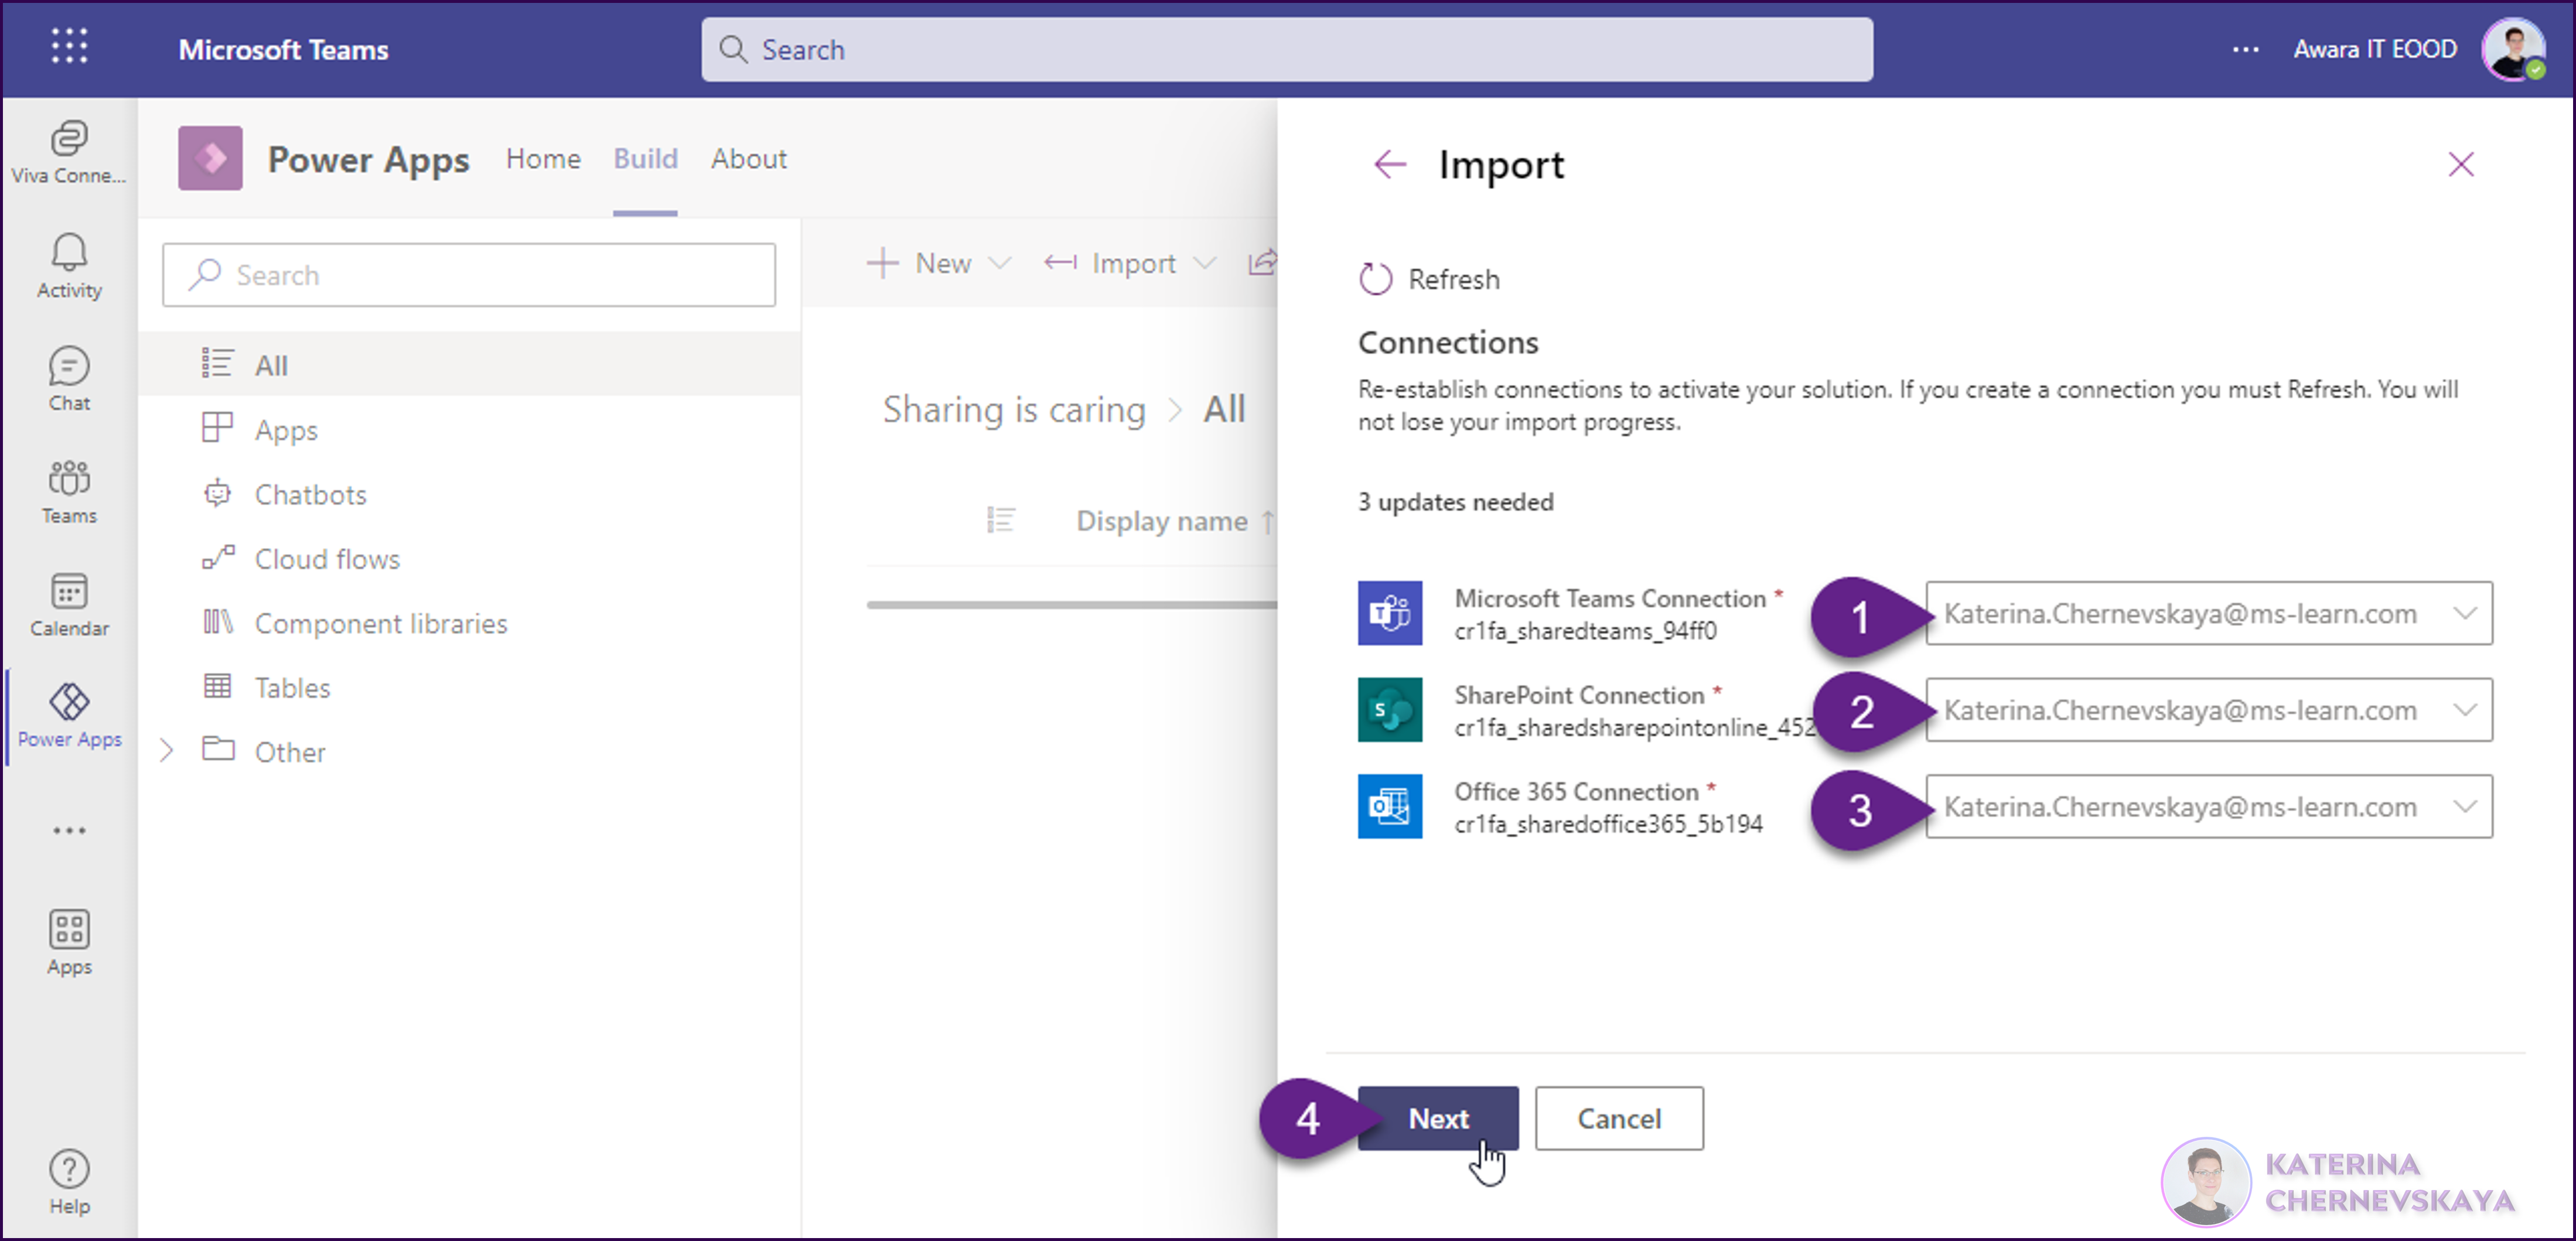 Microsoft Teams
Search
Awara IT EOOD
Viva Conne...
Activity
Chat
Teams
Calendar
Power Apps
Apps
Help
Power Apps
Home
Build
About
Search
All
Apps
Chatbots
Cloud flows
Component libraries
Tables
Other
New
Import
Sharing is caring > All
Display name ↑
Import
Refresh
Connections
Re-establish connections to activate your solution. If you create a connection you must Refresh. You will
not lose your import progress.
3 updates needed
Microsoft Teams Connection *
cr1fa_sharedteams_94ff0
1
Katerina.Chernevskaya@ms-learn.com
SharePoint Connection *
cr1fa_sharedsharepointonline_452
2
Katerina.Chernevskaya@ms-learn.com
Office 365 Connection *
cr1fa_sharedoffice365_5b194
3
Katerina.Chernevskaya@ms-learn.com
4
Next
Cancel
KATERINA
CHERNEVSKAYA